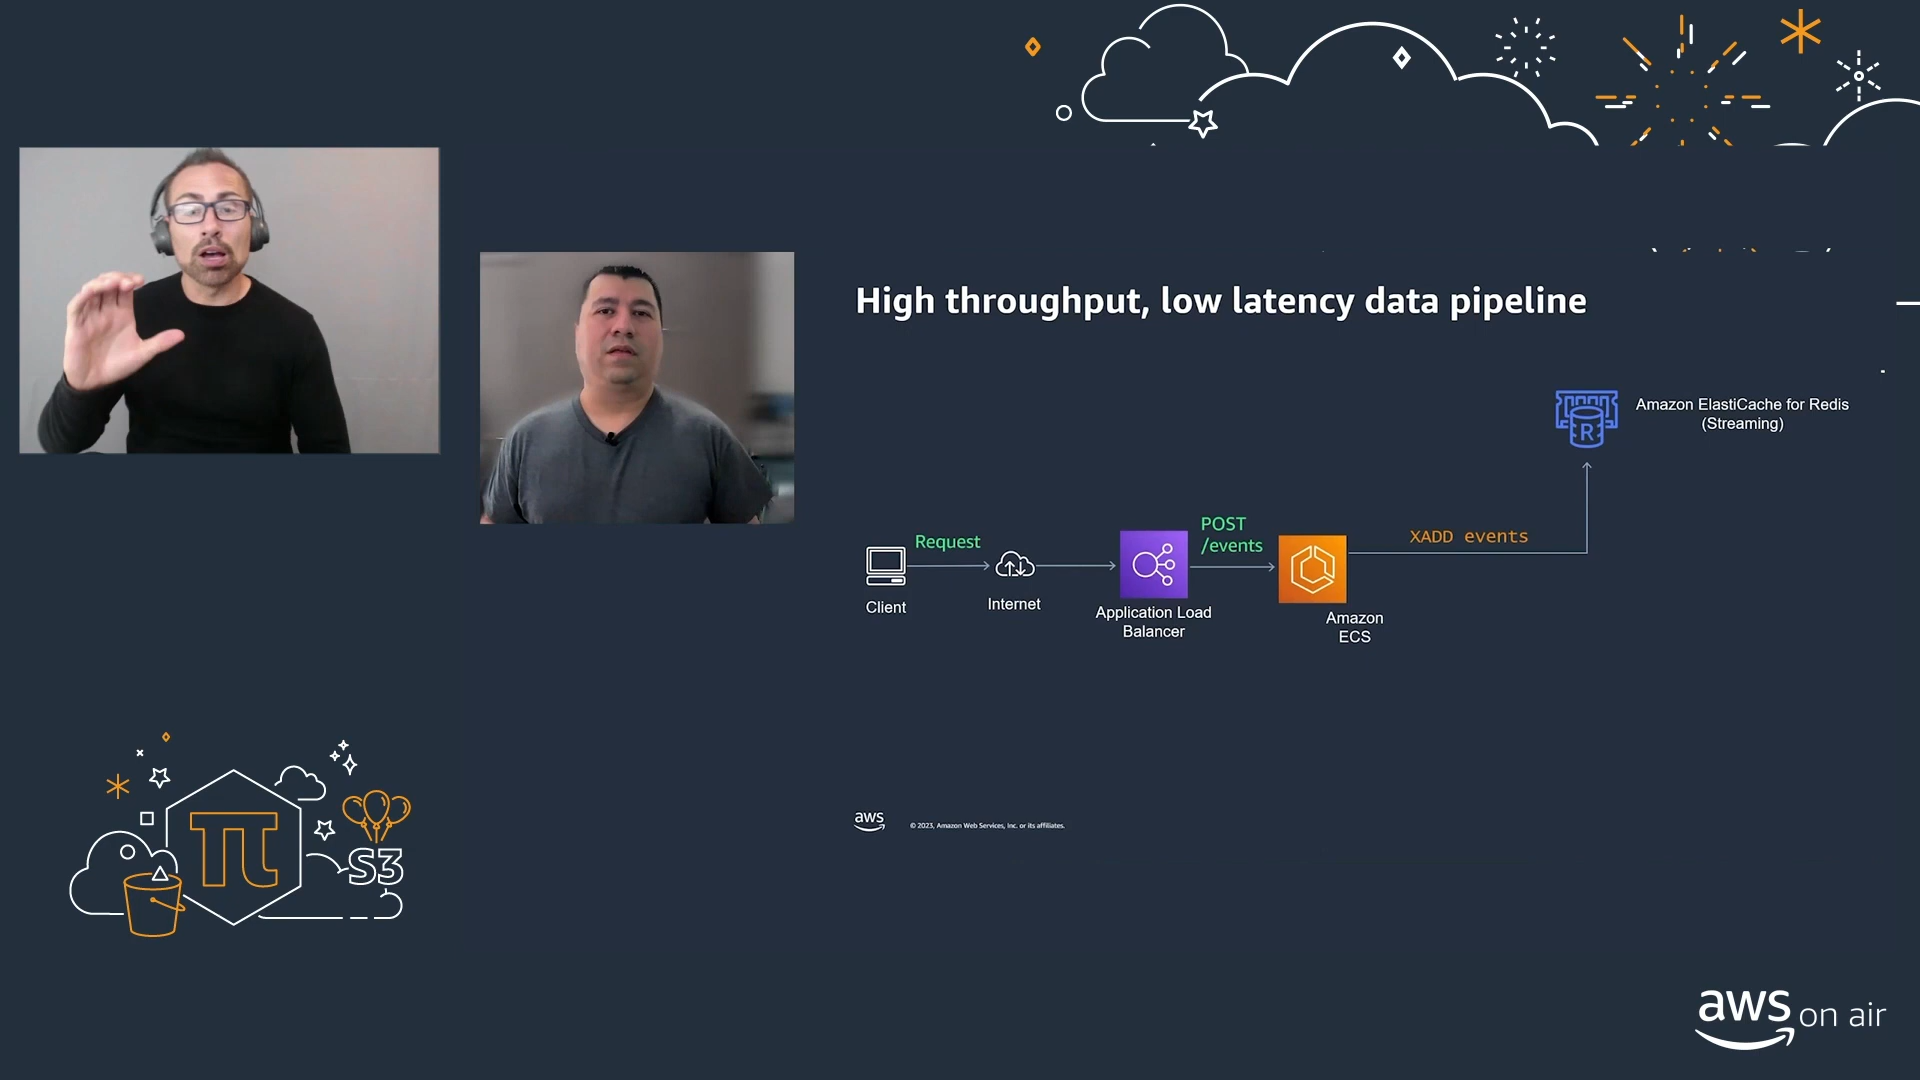 High throughput, low latency data pipeline
Amazon ElastiCache for Redis
(Streaming)
R
POST
/events
XADD events
Request
Client
Internet
Application Load
Balancer
Amazon
ECS
aws
© 2023, Amazon Web Services, Inc. or its affiliates.
π
S3
aws on air